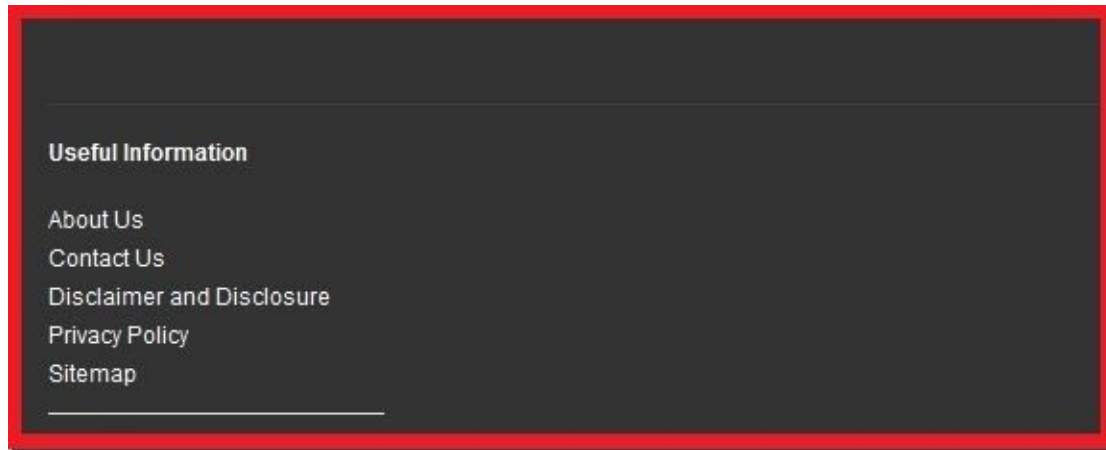 Useful Information
About Us
Contact Us
Disclaimer and Disclosure
Privacy Policy
Sitemap